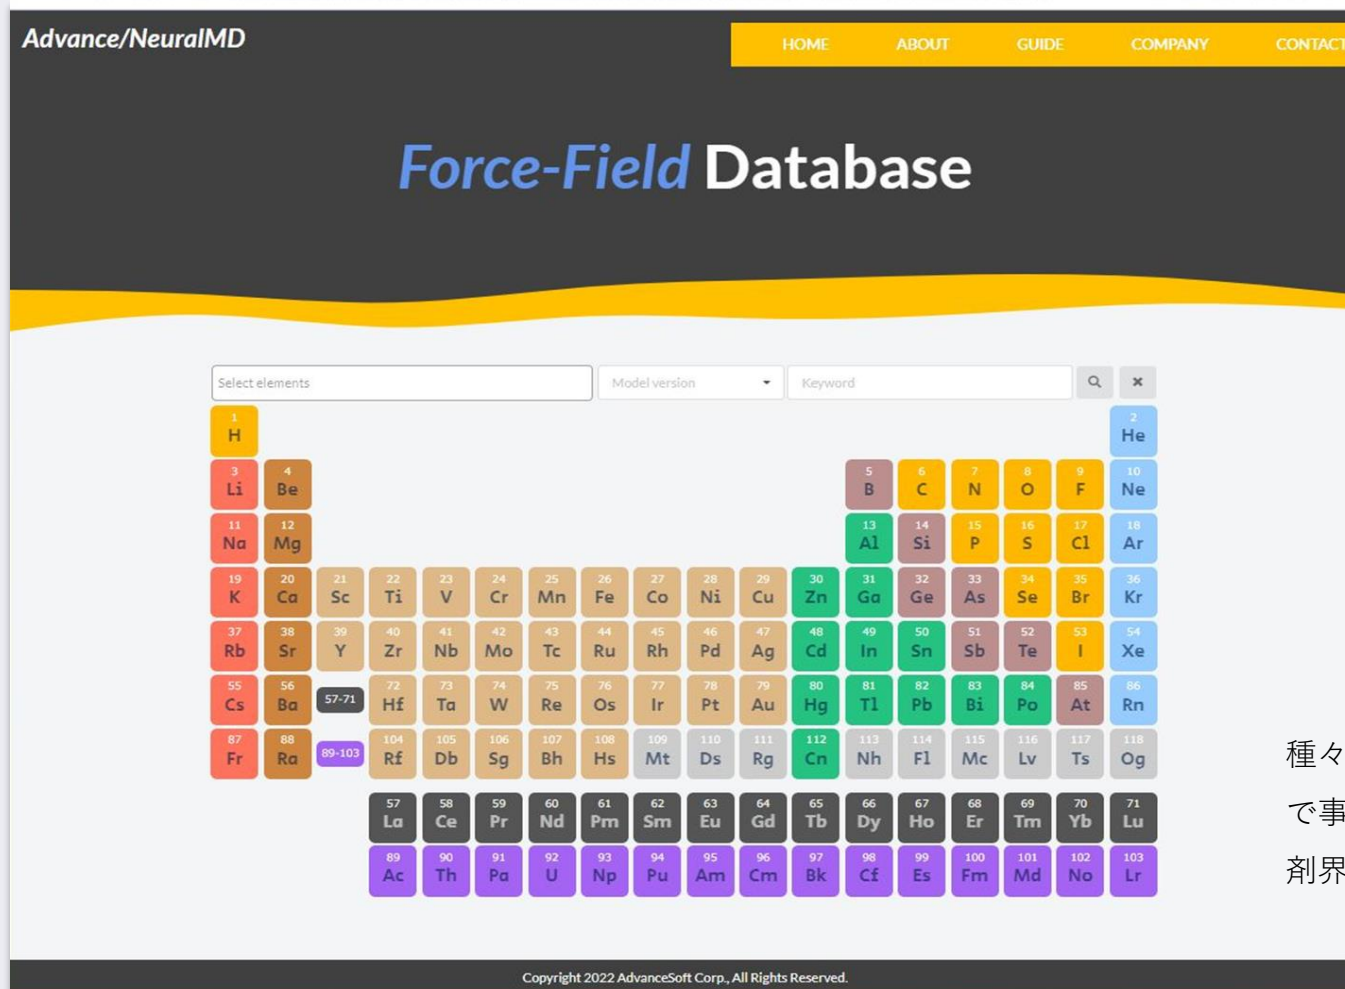 Advance/NeuralMD
HOME ABOUT GUIDE COMPANY CONTACT
Force-Field Database
Select elements Model version Keyword
1 2
H He
3 4 5 6 7 8 9 10
Li Be B C N O F Ne
11 12 13 14 15 16 17 18
Na Mg Al Si P S Cl Ar
19 20 21 22 23 24 25 26 27 28 29 30 31 32 33 34 35 36
K Ca Sc Ti V Cr Mn Fe Co Ni Cu Zn Ga Ge As Se Br Kr
37 38 39 40 41 42 43 44 45 46 47 48 49 50 51 52 53 54
Rb Sr Y Zr Nb Mo Tc Ru Rh Pd Ag Cd In Sn Sb Te I Xe
55 56 57-71 72 73 74 75 76 77 78 79 80 81 82 83 84 85 86
Cs Ba Hf Ta W Re Os Ir Pt Au Hg Tl Pb Bi Po At Rn
87 88 89-103 104 105 106 107 108 109 110 111 112 113 114 115 116 117 118
Fr Ra Rf Db Sg Bh Hs Mt Ds Rg Cn Nh Fl Mc Lv Ts Og
種々
で事
剤界
57 58 59 60 61 62 63 64 65 66 67 68 69 70 71
La Ce Pr Nd Pm Sm Eu Gd Tb Dy Ho Er Tm Yb Lu
89 90 91 92 93 94 95 96 97 98 99 100 101 102 103
Ac Th Pa U Np Pu Am Cm Bk Cf Es Fm Md No Lr
Copyright 2022 AdvanceSoft Corp., All Rights Reserved.